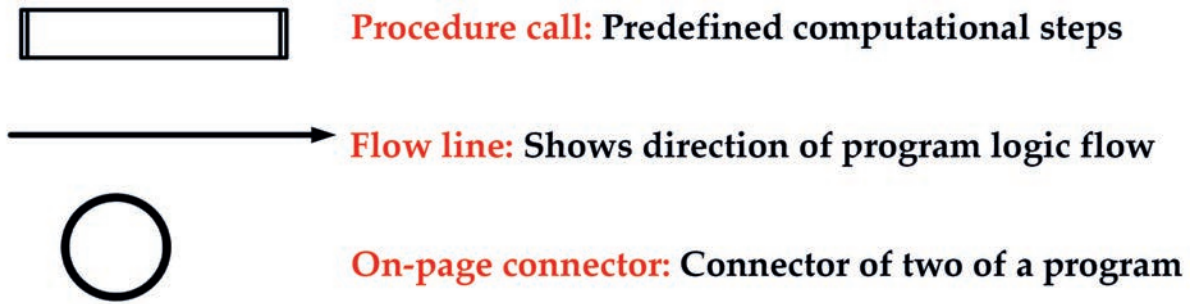 Procedure call: Predefined computational steps
Flow line: Shows direction of program logic flow
On-page connector: Connector of two of a program